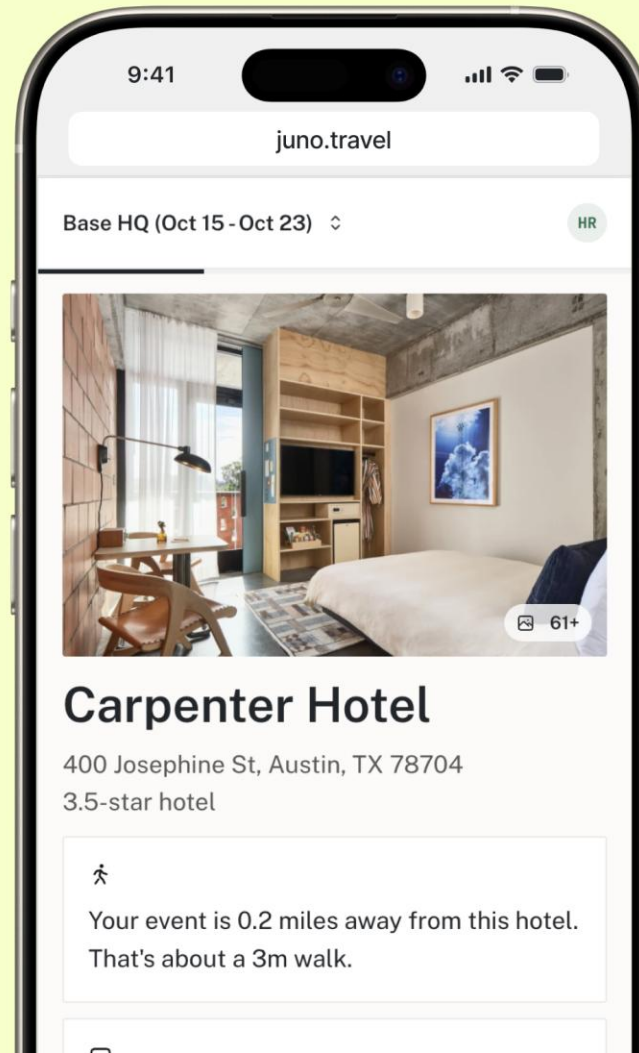 9:41
juno.travel
Base HQ (Oct 15 - Oct 23)
HR
61+
Carpenter Hotel
400 Josephine St, Austin, TX 78704
3.5-star hotel
Your event is 0.2 miles away from this hotel.
That's about a 3m walk.